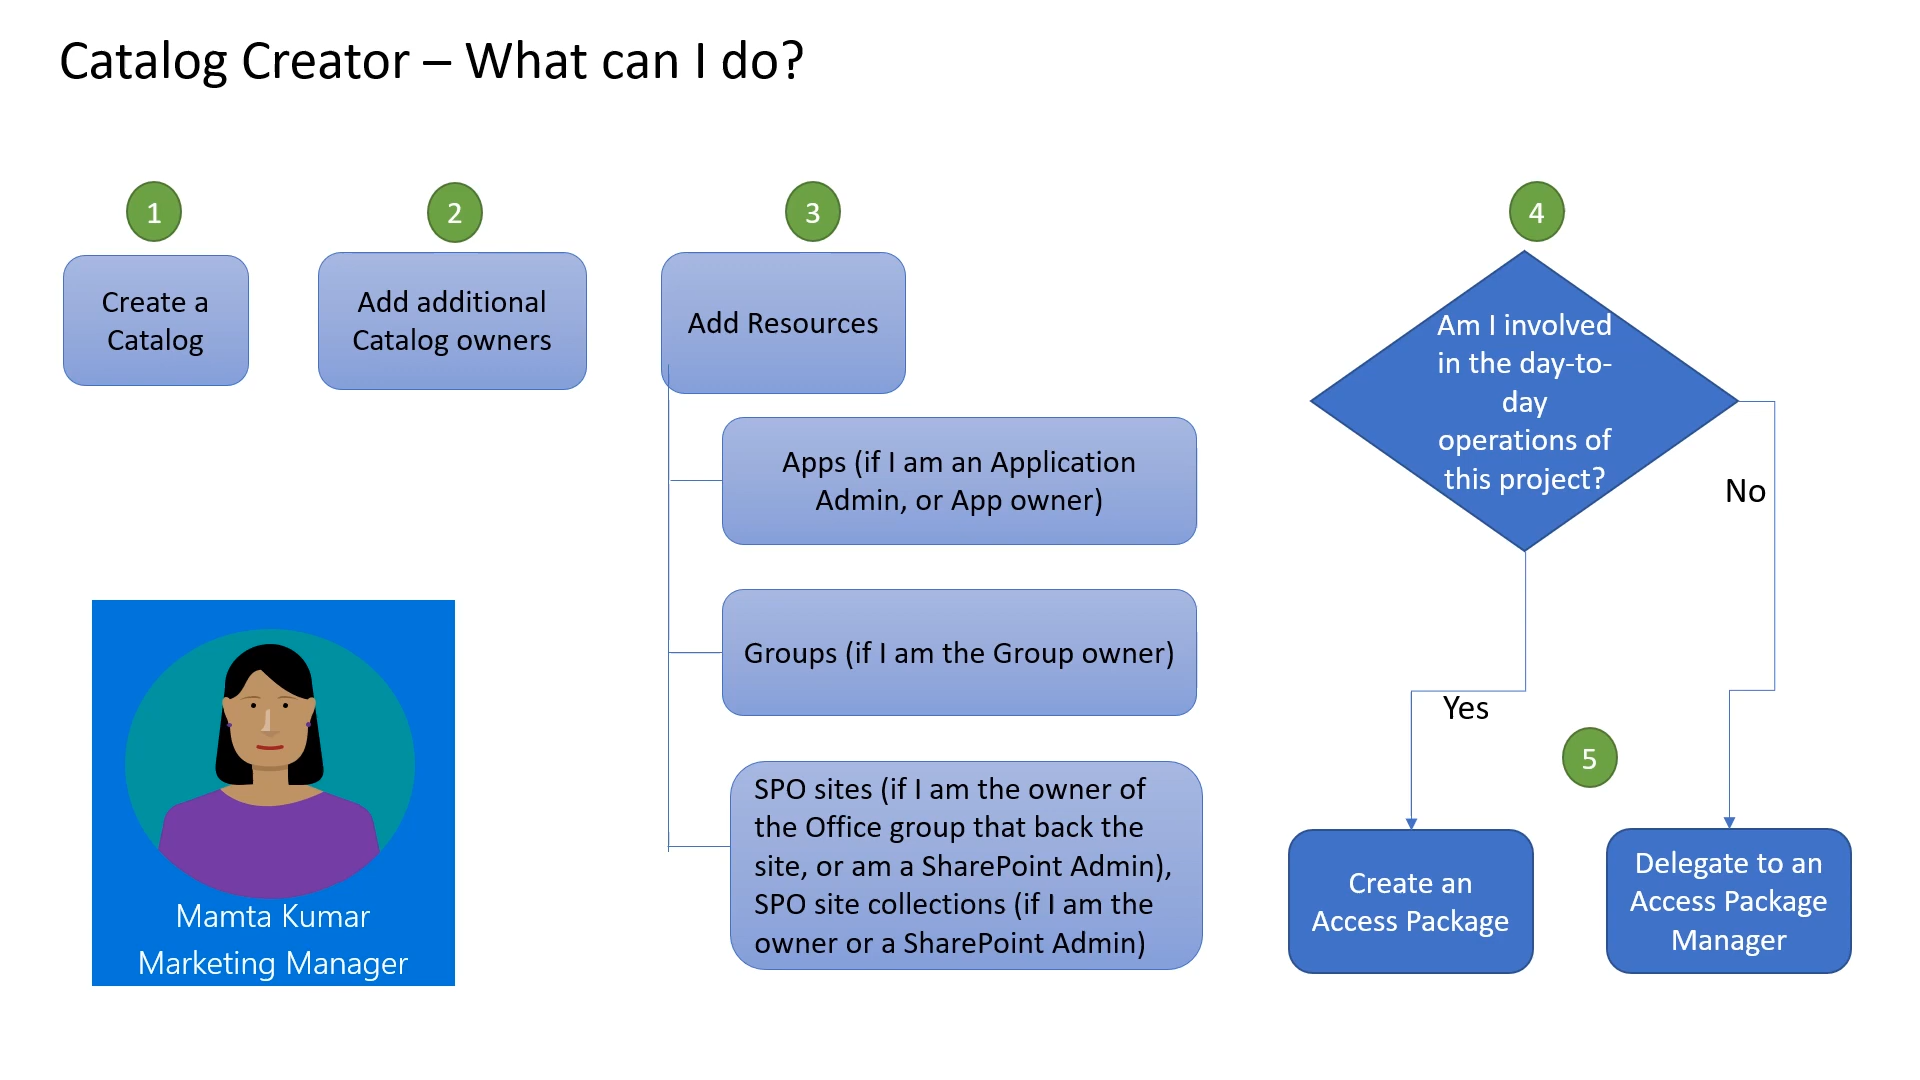 Catalog Creator – What can I do?
1
Create a
Catalog
2
Add additional
Catalog owners
3
Add Resources
Apps (if I am an Application
Admin, or App owner)
Groups (if I am the Group owner)
SPO sites (if I am the owner of
the Office group that back the
site, or am a SharePoint Admin),
SPO site collections (if I am the
owner or a SharePoint Admin)
4
Am I involved
in the day-to-
day
operations of
this project?
No
Yes
5
Create an
Access Package
Delegate to an
Access Package
Manager
Mamta Kumar
Marketing Manager